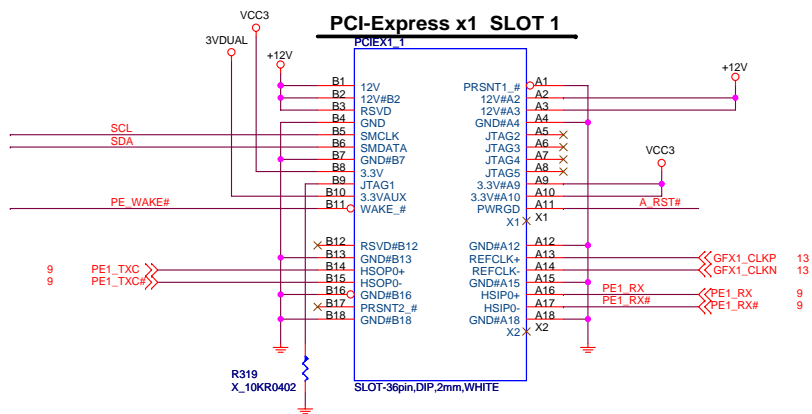 PCI-Express x1 SLOT 1
PCIEX1_1
VCC3
3VDUAL
+12V
+12V
VCC3
B1 12V PRSNT1_# A1
B2 12V#B2 12V#A2 A2
B3 RSVD 12V#A3 A3
B4 GND GND#A4 A4
SCL B5 SMCLK JTAG2 A5
SDA B6 SMDATA JTAG3 A6
B7 GND#B7 JTAG4 A7
B8 3.3V JTAG5 A8
B9 JTAG1 3.3V#A9 A9
B10 3.3VAUX 3.3V#A10 A10
PE_WAKE# B11 WAKE_# PWRGD A11 A_RST#
X1 X1
B12 RSVD#B12 GND#A12 A12
B13 GND#B13 REFCLK+ A13 GFX1_CLKP 13
9 PE1_TXC B14 HSOP0+ REFCLK- A14 GFX1_CLKN 13
9 PE1_TXC# B15 HSOP0- GND#A15 A15
B16 GND#B16 HSIP0+ A16 PE1_RX PE1_RX 9
B17 PRSNT2_# HSIP0- A17 PE1_RX# PE1_RX# 9
B18 GND#B18 GND#A18 A18
X2 X2
R319
X_10KR0402
SLOT-36pin,DIP,2mm,WHITE